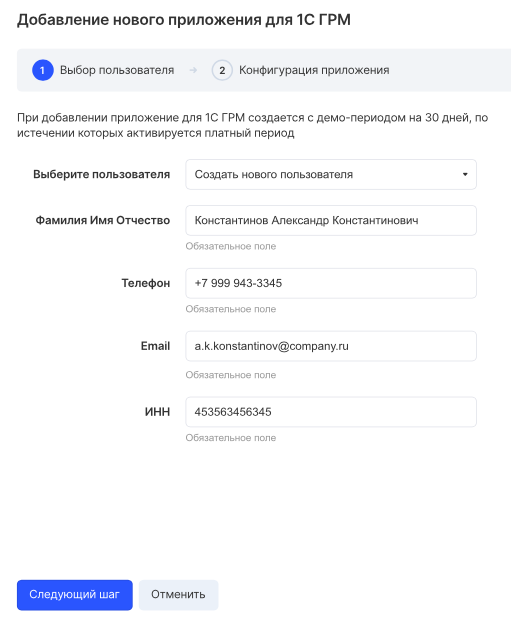 Добавление нового приложения для 1С ГРМ
1 Выбор пользователя → 2 Конфигурация приложения
При добавлении приложение для 1С ГРМ создается с демо-периодом на 30 дней, по
истечении которых активируется платный период
Выберите пользователя Создать нового пользователя
Фамилия Имя Отчество Константинов Александр Константинович
Обязательное поле
Телефон +7 999 943-3345
Обязательное поле
Email a.k.konstantinov@company.ru
Обязательное поле
ИНН 453563456345
Обязательное поле
Следующий шаг Отменить